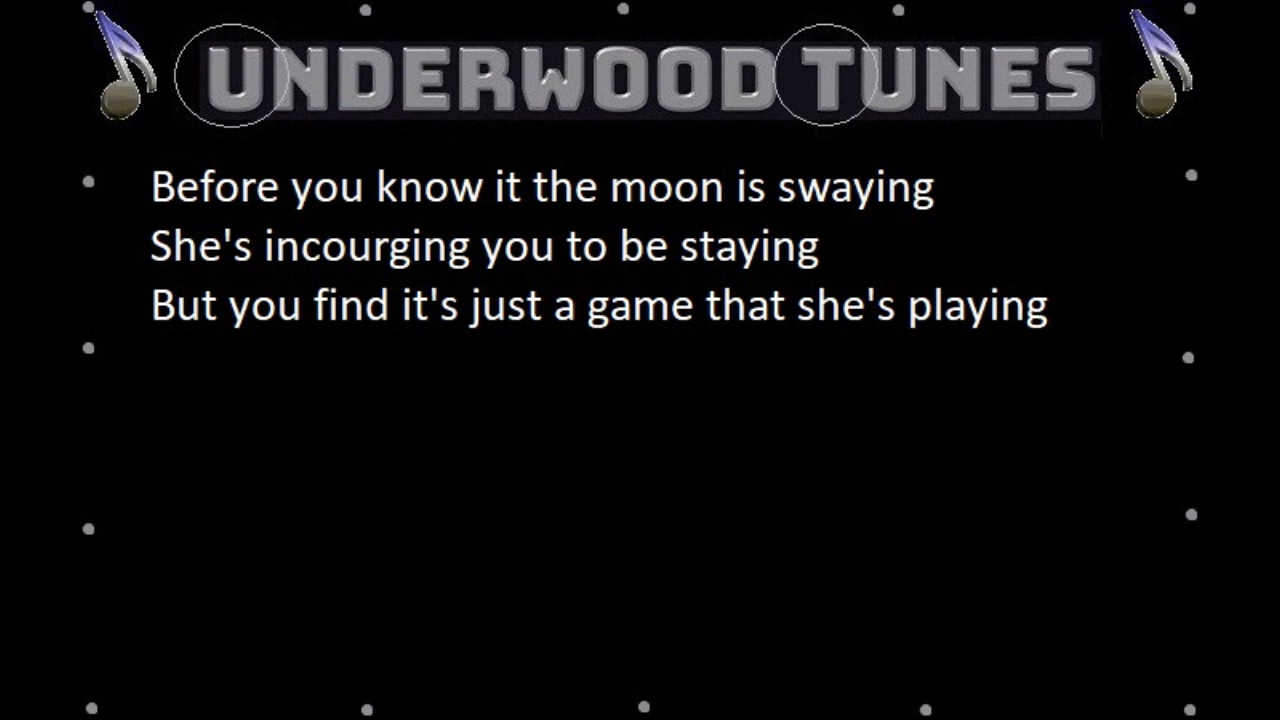 UNDERWOOD TUNES
Before you know it the moon is swaying
She's incourging you to be staying
But you find it's just a game that she's playing